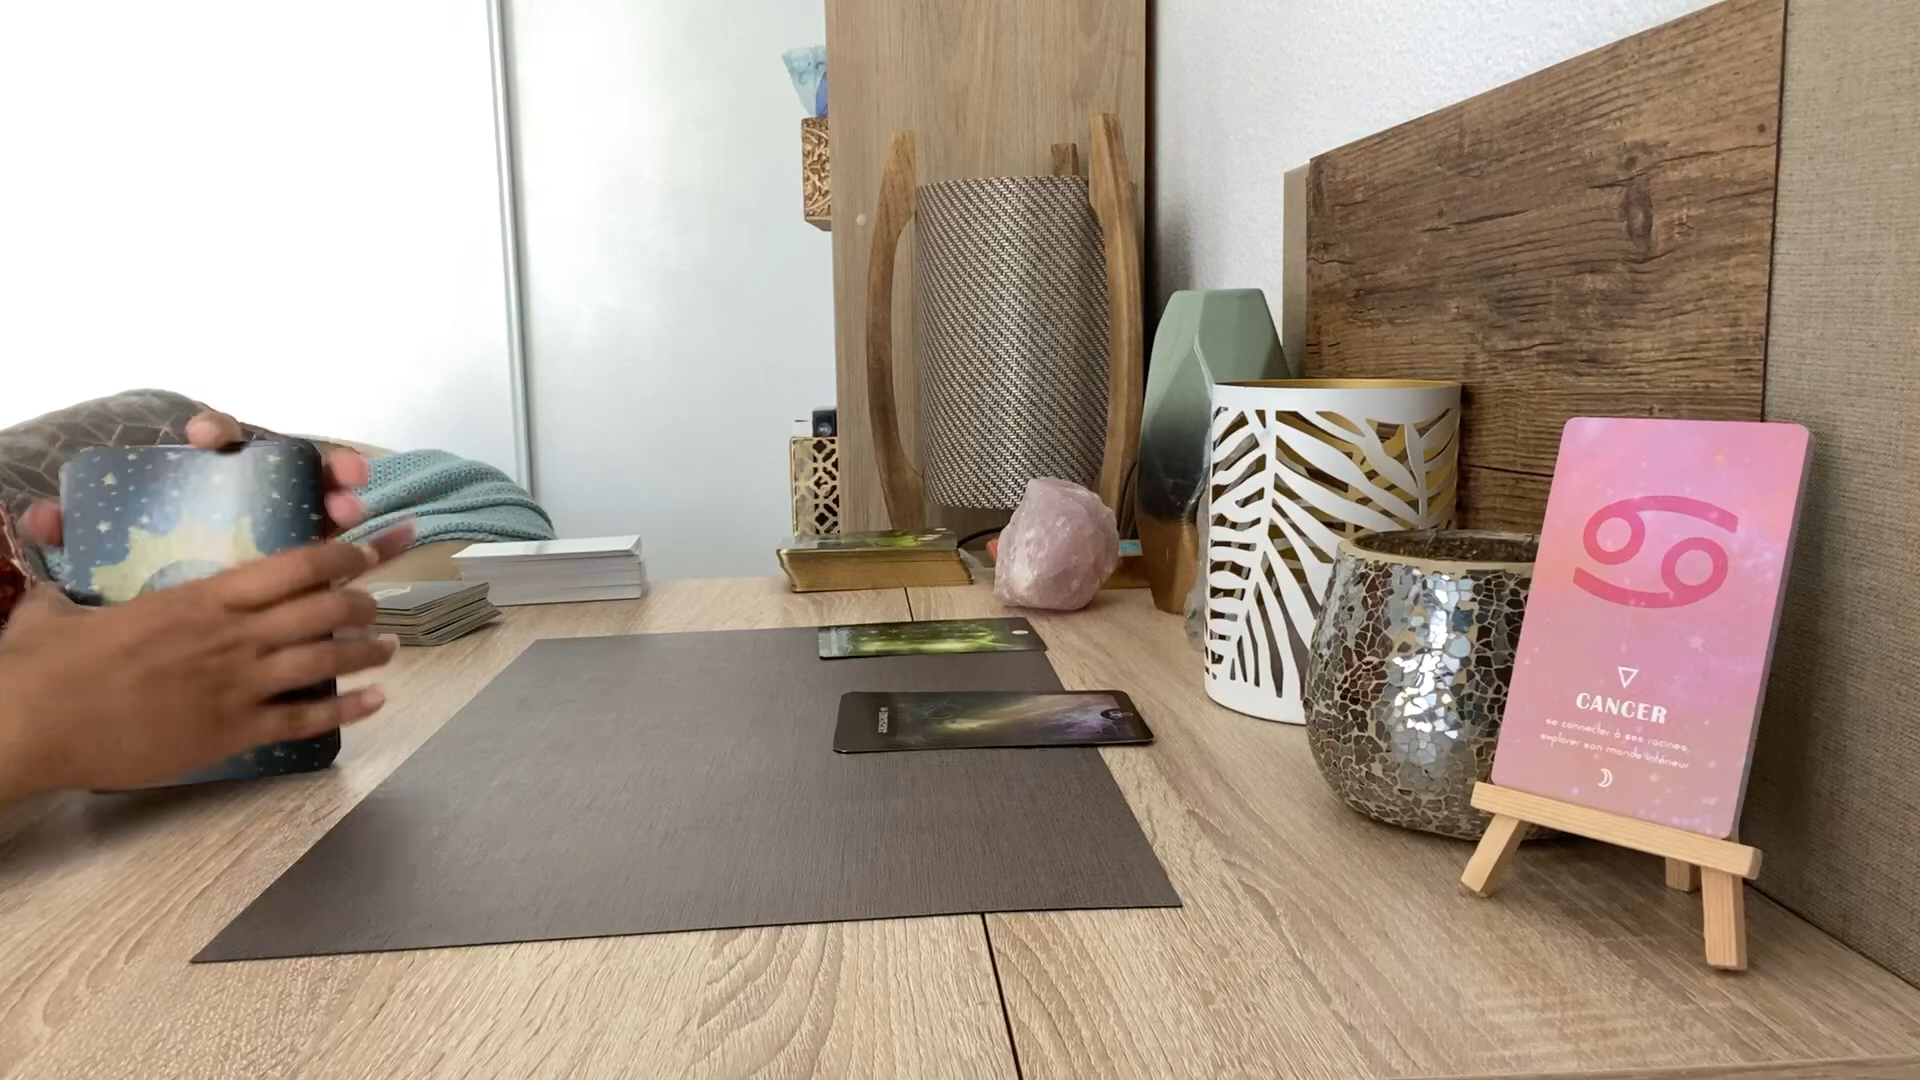 CANCER
se connecter à ses racines,
explorer son monde intérieur